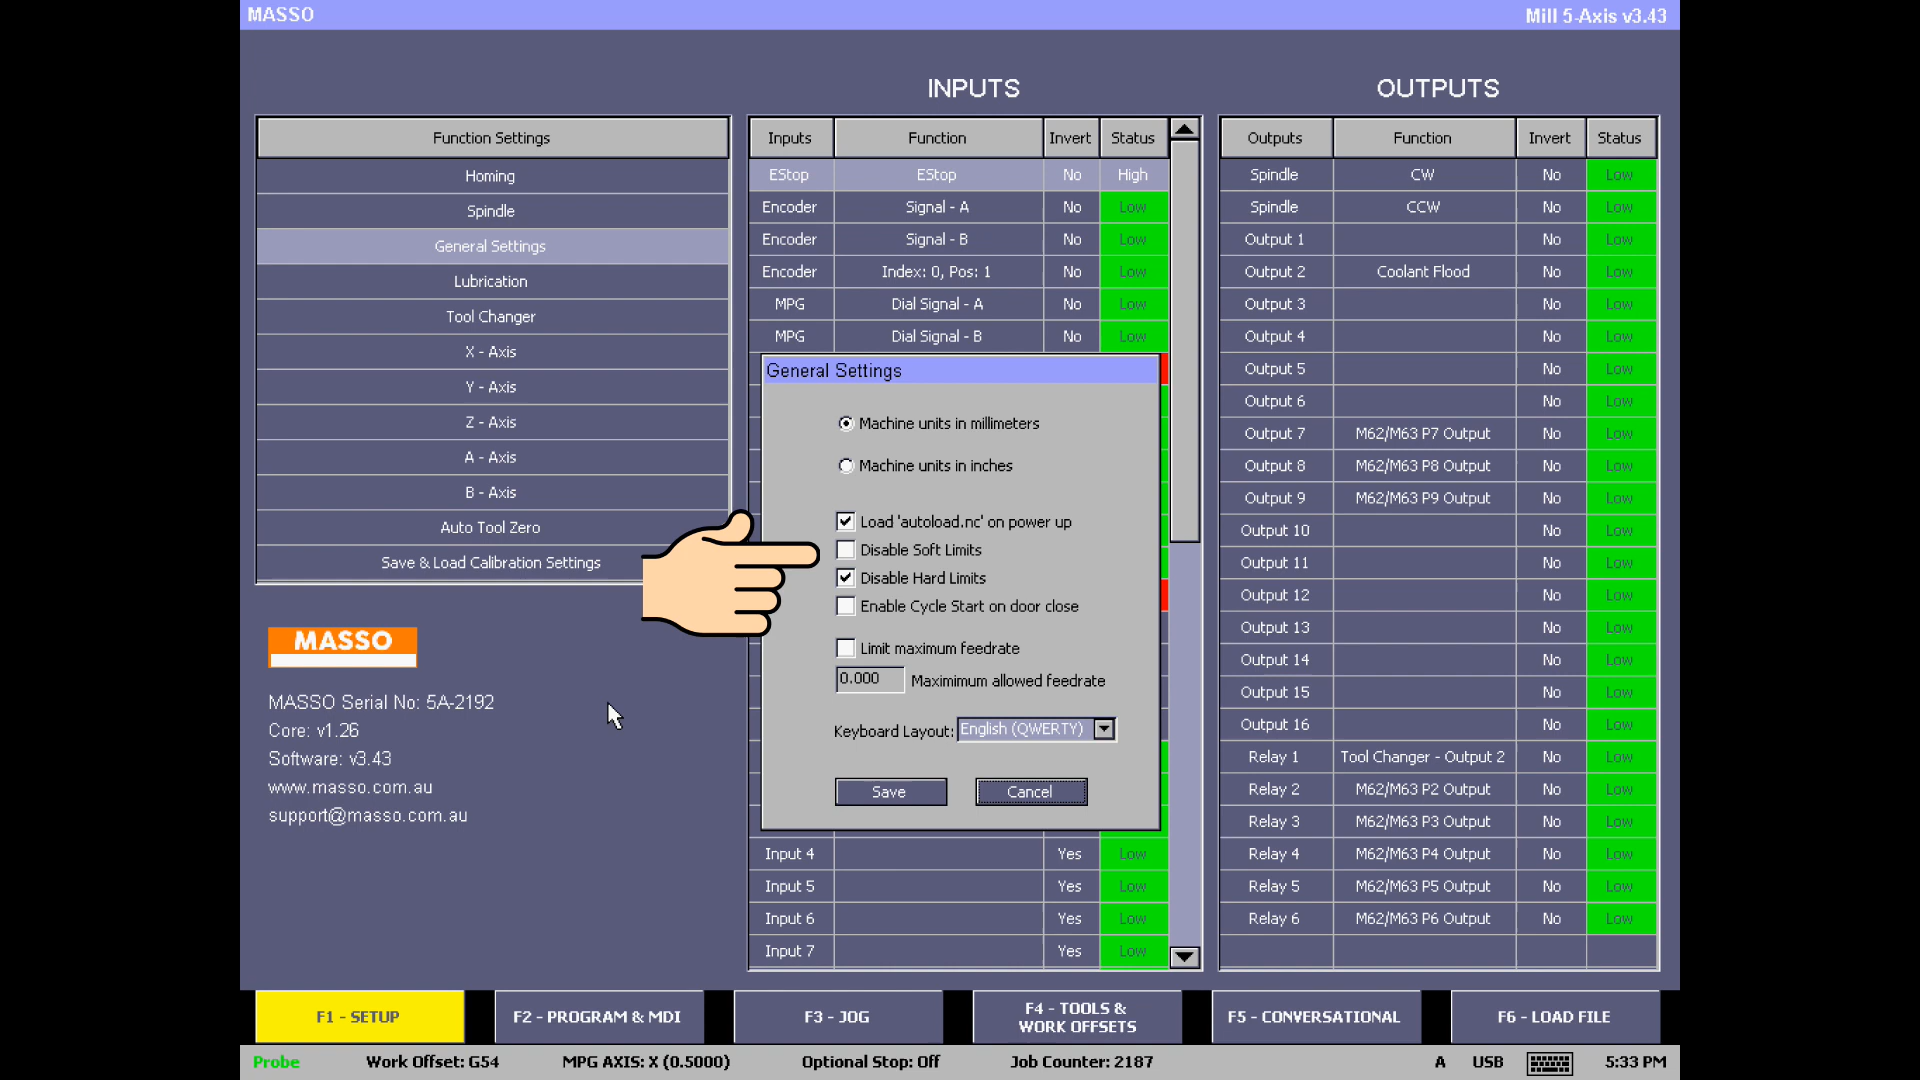 MASSO
Mill 5-Axis v3.43
INPUTS
OUTPUTS
Function Settings
Homing
Spindle
General Settings
Lubrication
Tool Changer
X - Axis
Y - Axis
Z - Axis
A - Axis
B - Axis
Auto Tool Zero
Save & Load Calibration Settings
MASSO
MASSO Serial No: 5A-2192
Core: v1.26
Software: v3.43
www.masso.com.au
support@masso.com.au
Inputs Function Invert Status
EStop EStop No High
Encoder Signal - A No Low
Encoder Signal - B No Low
Encoder Index: 0, Pos: 1 No Low
MPG Dial Signal - A No Low
MPG Dial Signal - B No Low
General Settings
Machine units in millimeters
Machine units in inches
Load 'autoload.nc' on power up
Disable Soft Limits
Disable Hard Limits
Enable Cycle Start on door close
Limit maximum feedrate
0.000 Maximimum allowed feedrate
Keyboard Layout: English (QWERTY)
Save Cancel
Input 4 Yes Low
Input 5 Yes Low
Input 6 Yes Low
Input 7 Yes Low
Outputs Function Invert Status
Spindle CW No Low
Spindle CCW No Low
Output 1 No Low
Output 2 Coolant Flood No Low
Output 3 No Low
Output 4 No Low
Output 5 No Low
Output 6 No Low
Output 7 M62/M63 P7 Output No Low
Output 8 M62/M63 P8 Output No Low
Output 9 M62/M63 P9 Output No Low
Output 10 No Low
Output 11 No Low
Output 12 No Low
Output 13 No Low
Output 14 No Low
Output 15 No Low
Output 16 No Low
Relay 1 Tool Changer - Output 2 No Low
Relay 2 M62/M63 P2 Output No Low
Relay 3 M62/M63 P3 Output No Low
Relay 4 M62/M63 P4 Output No Low
Relay 5 M62/M63 P5 Output No Low
Relay 6 M62/M63 P6 Output No Low
F1 - SETUP
F2 - PROGRAM & MDI
F3 - JOG
F4 - TOOLS &
WORK OFFSETS
F5 - CONVERSATIONAL
F6 - LOAD FILE
Probe Work Offset: G54 MPG AXIS: X (0.5000) Optional Stop: Off Job Counter: 2187 A USB 5:33 PM